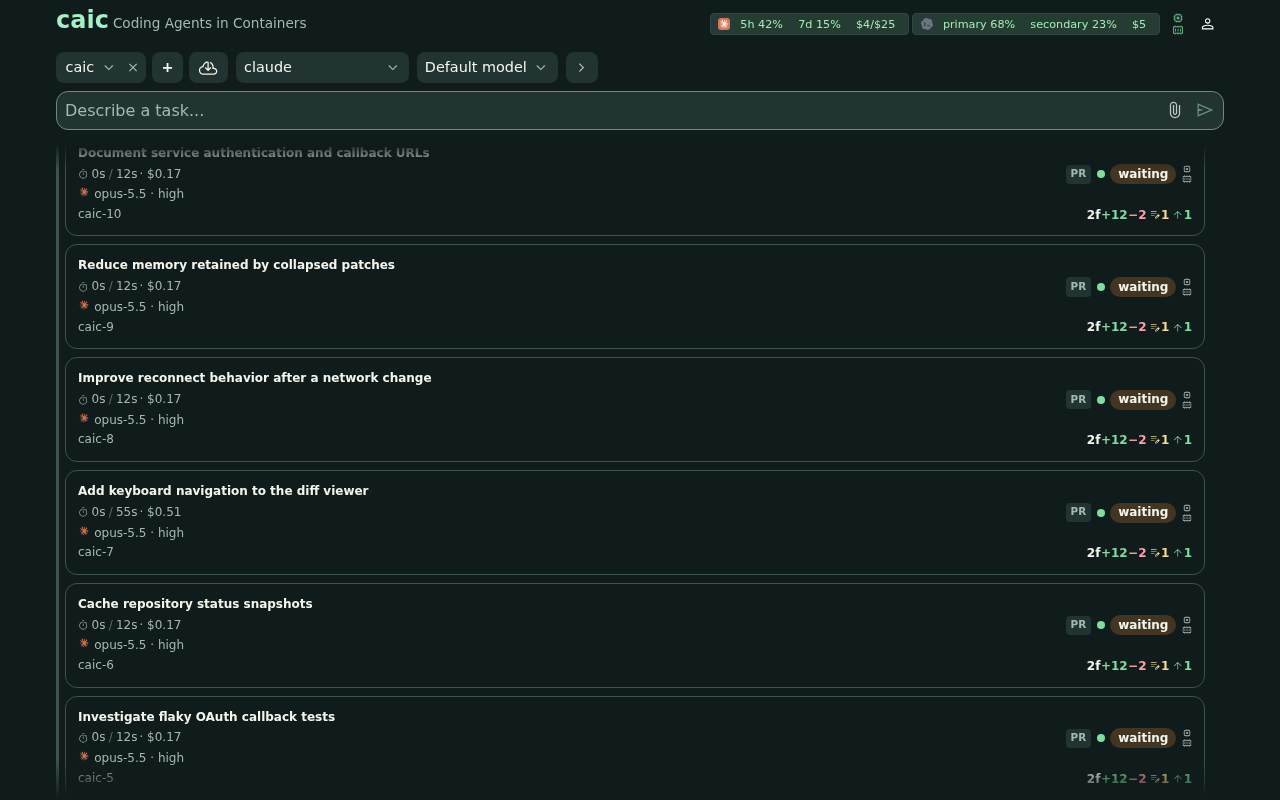 caic Coding Agents in Containers
5h 42% 7d 15% $4/$25 primary 68% secondary 23% $5
caic + claude Default model
Describe a task...
Document service authentication and callback URLs
0s / 12s · $0.17 PR waiting
opus-5.5 · high
caic-10 2f+12−2 1 ↑1
Reduce memory retained by collapsed patches
0s / 12s · $0.17 PR waiting
opus-5.5 · high
caic-9 2f+12−2 1 ↑1
Improve reconnect behavior after a network change
0s / 12s · $0.17 PR waiting
opus-5.5 · high
caic-8 2f+12−2 1 ↑1
Add keyboard navigation to the diff viewer
0s / 55s · $0.51 PR waiting
opus-5.5 · high
caic-7 2f+12−2 1 ↑1
Cache repository status snapshots
0s / 12s · $0.17 PR waiting
opus-5.5 · high
caic-6 2f+12−2 1 ↑1
Investigate flaky OAuth callback tests
0s / 12s · $0.17 PR waiting
opus-5.5 · high
caic-5 2f+12−2 1 ↑1